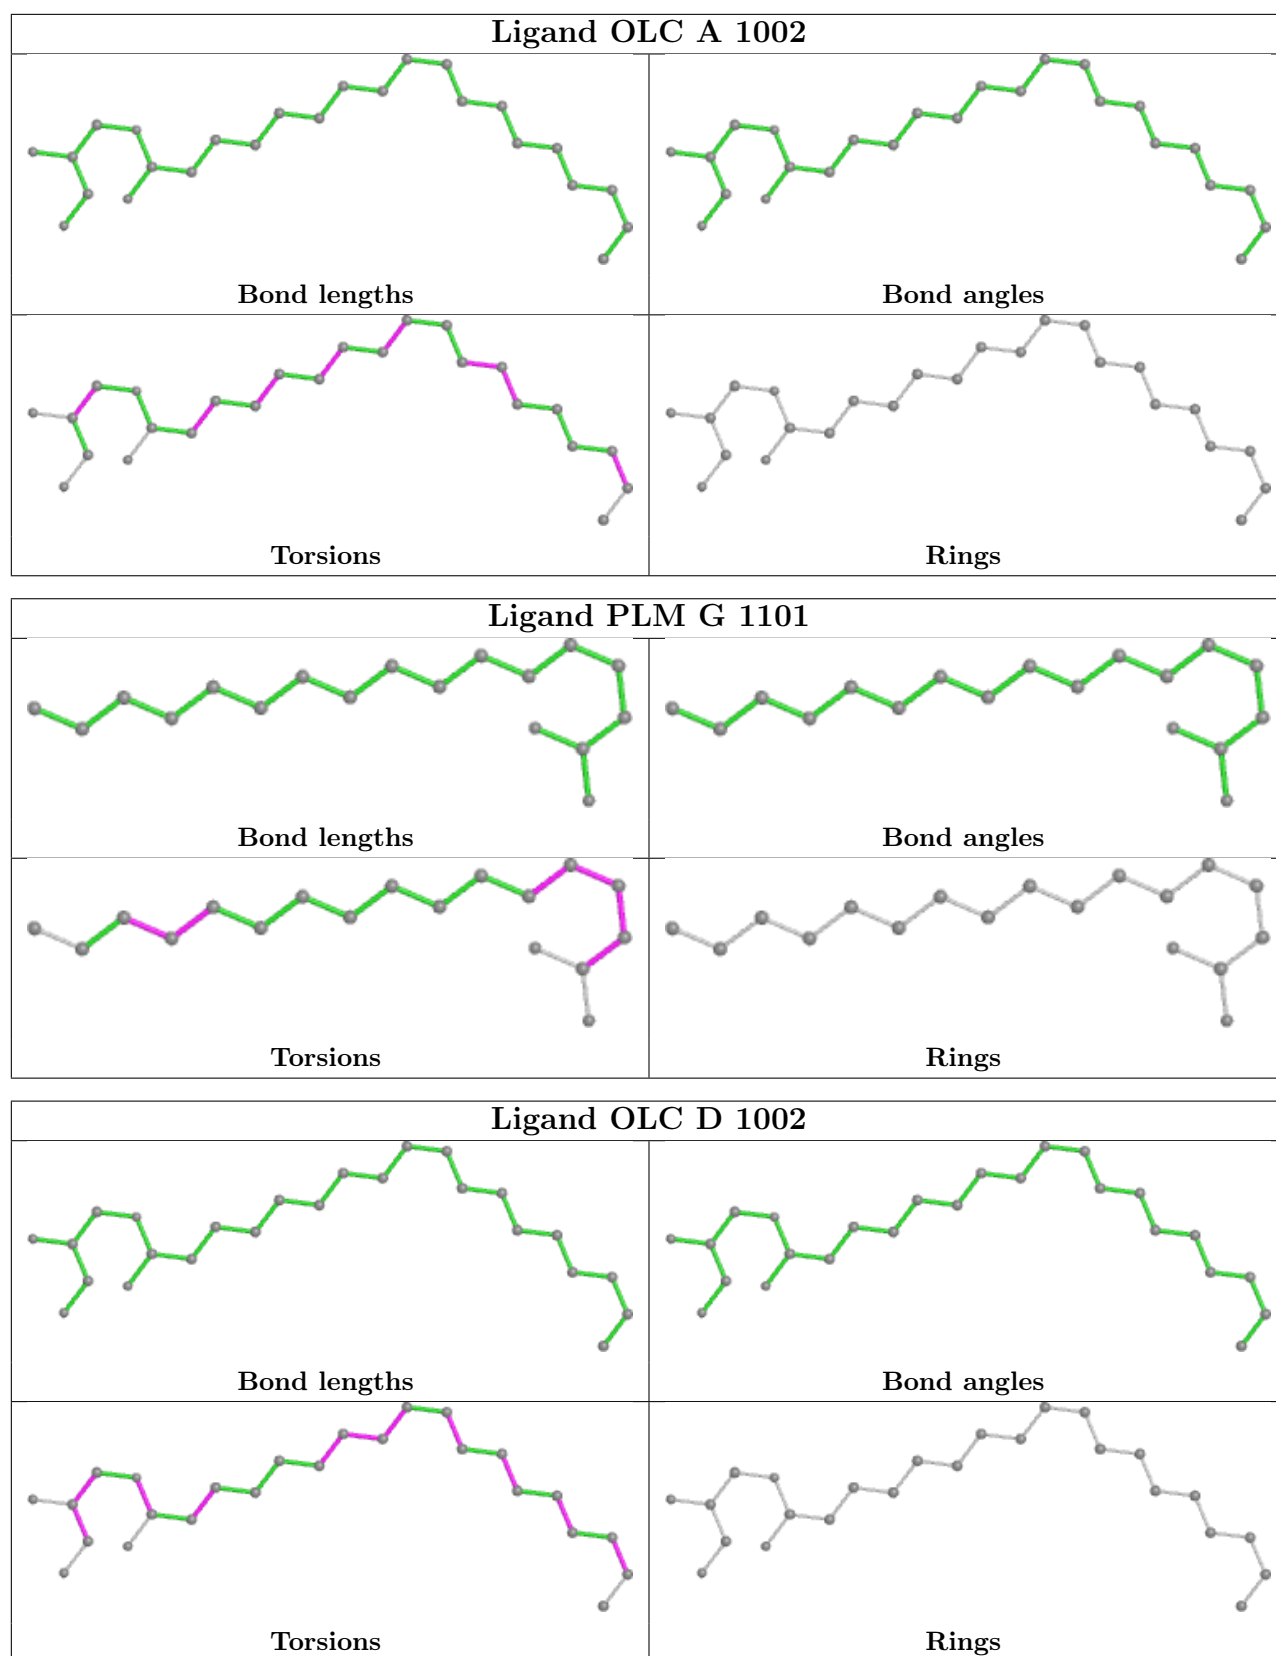 Ligand OLC A 1002
Bond lengths
Bond angles
Torsions
Rings
Ligand PLM G 1101
Bond lengths
Bond angles
Torsions
Rings
Ligand OLC D 1002
Bond lengths
Bond angles
Torsions
Rings